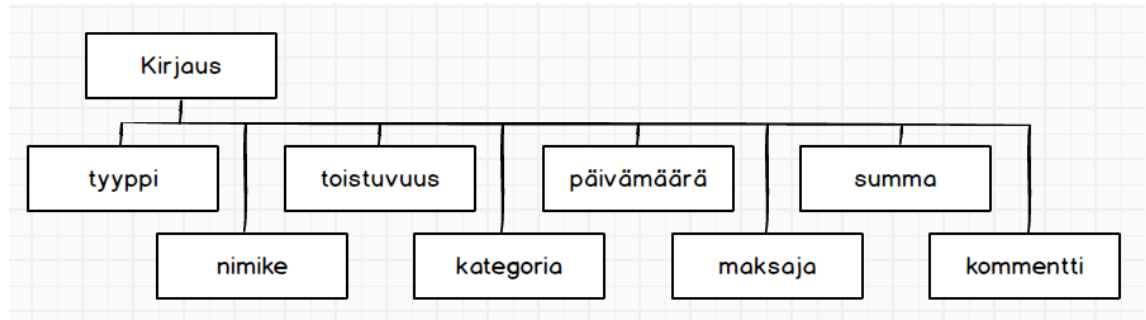 Kirjaus
tyyppi
toistuvuus
päivämäärä
summa
nimike
kategoria
maksaja
kommentti